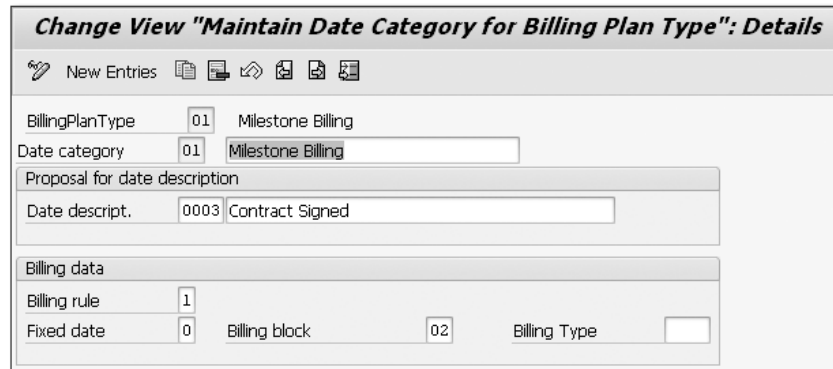 Change View "Maintain Date Category for Billing Plan Type": Details
New Entries
BillingPlanType 01 Milestone Billing
Date category 01 Milestone Billing
Proposal for date description
Date descript. 0003 Contract Signed
Billing data
Billing rule 1
Fixed date 0 Billing block 02 Billing Type